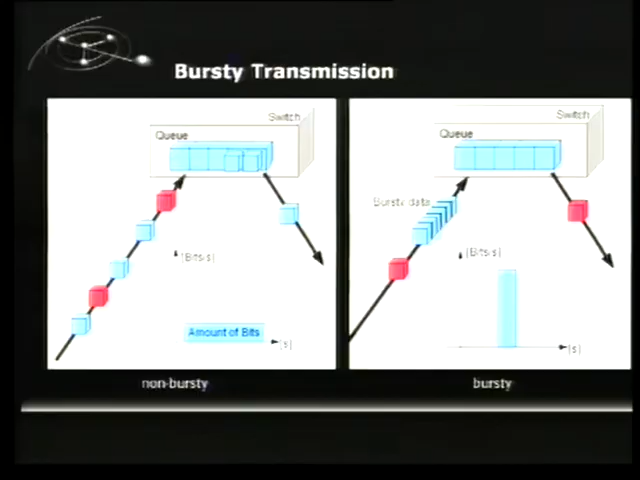 Bursty Transmission
Switch
Queue
[Bits/s]
Amount of Bits
[s]
non-bursty
Switch
Queue
Bursty data
[Bits/s]
[s]
bursty